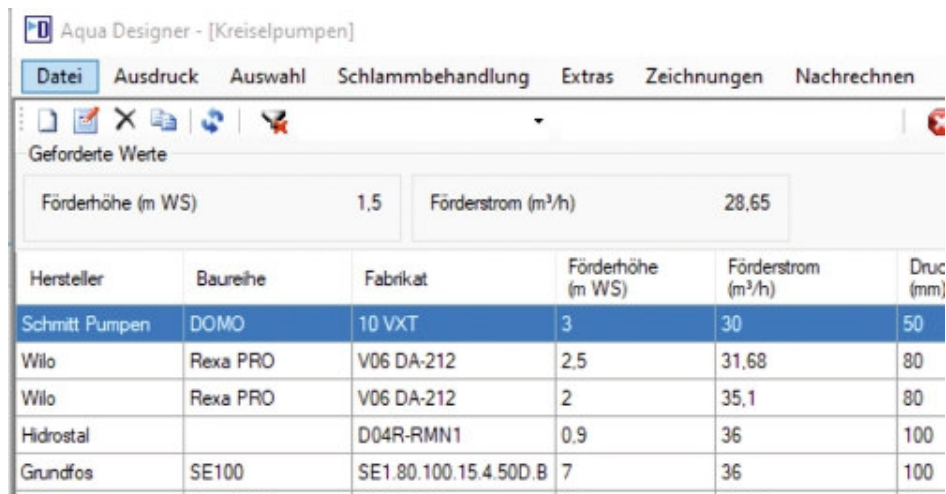 Aqua Designer - [Kreiselpumpen]
Datei Ausdruck Auswahl Schlammbehandlung Extras Zeichnungen Nachrechnen
Geforderte Werte
Förderhöhe (m WS) 1,5 Förderstrom (m³/h) 28,65
Hersteller Baureihe Fabrikat Förderhöhe (m WS) Förderstrom (m³/h) Druc (mm)
Schmitt Pumpen DOMO 10 VXT 3 30 50
Wilo Rexa PRO V06 DA-212 2,5 31,68 80
Wilo Rexa PRO V06 DA-212 2 35,1 80
Hidrostal D04R-RMN1 0,9 36 100
Grundfos SE100 SE1.80.100.15.4.50D.B 7 36 100